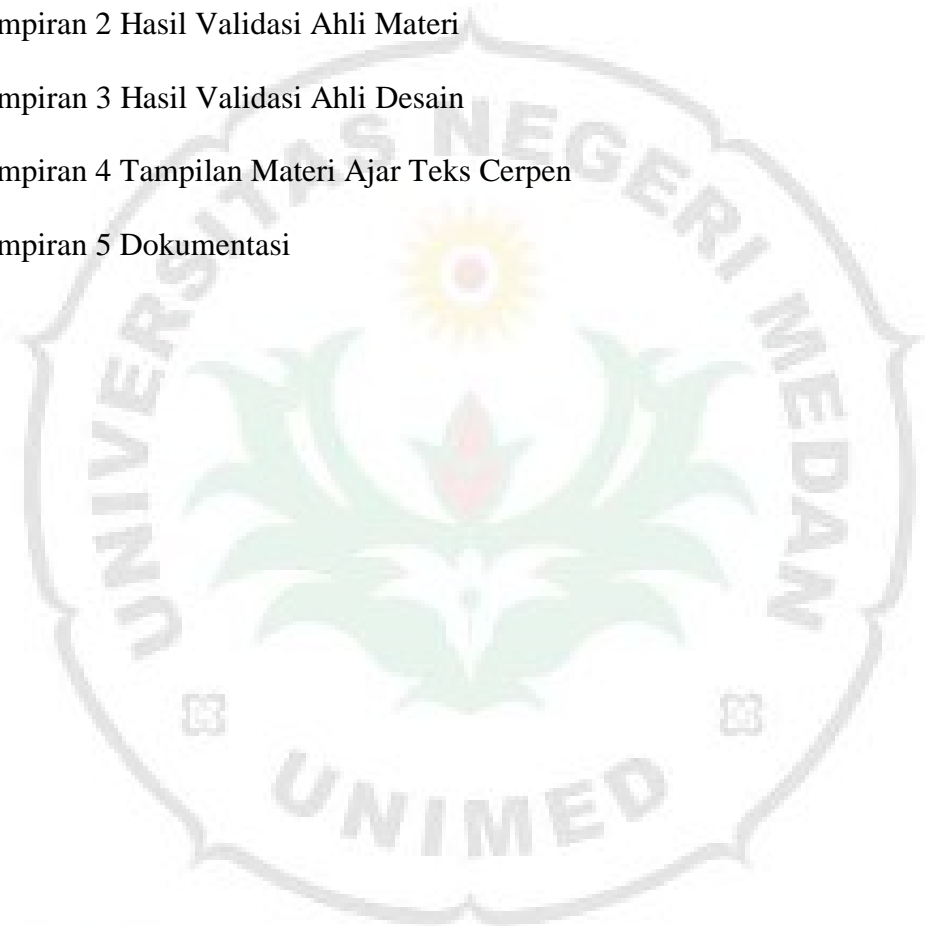 mpiran 2 Hasil Validasi Ahli Materi
mpiran 3 Hasil Validasi Ahli Desain
mpiran 4 Tampilan Materi Ajar Teks Cerpen
mpiran 5 Dokumentasi
UNIVERSITAS NEGERI MEDAN
UNIMED